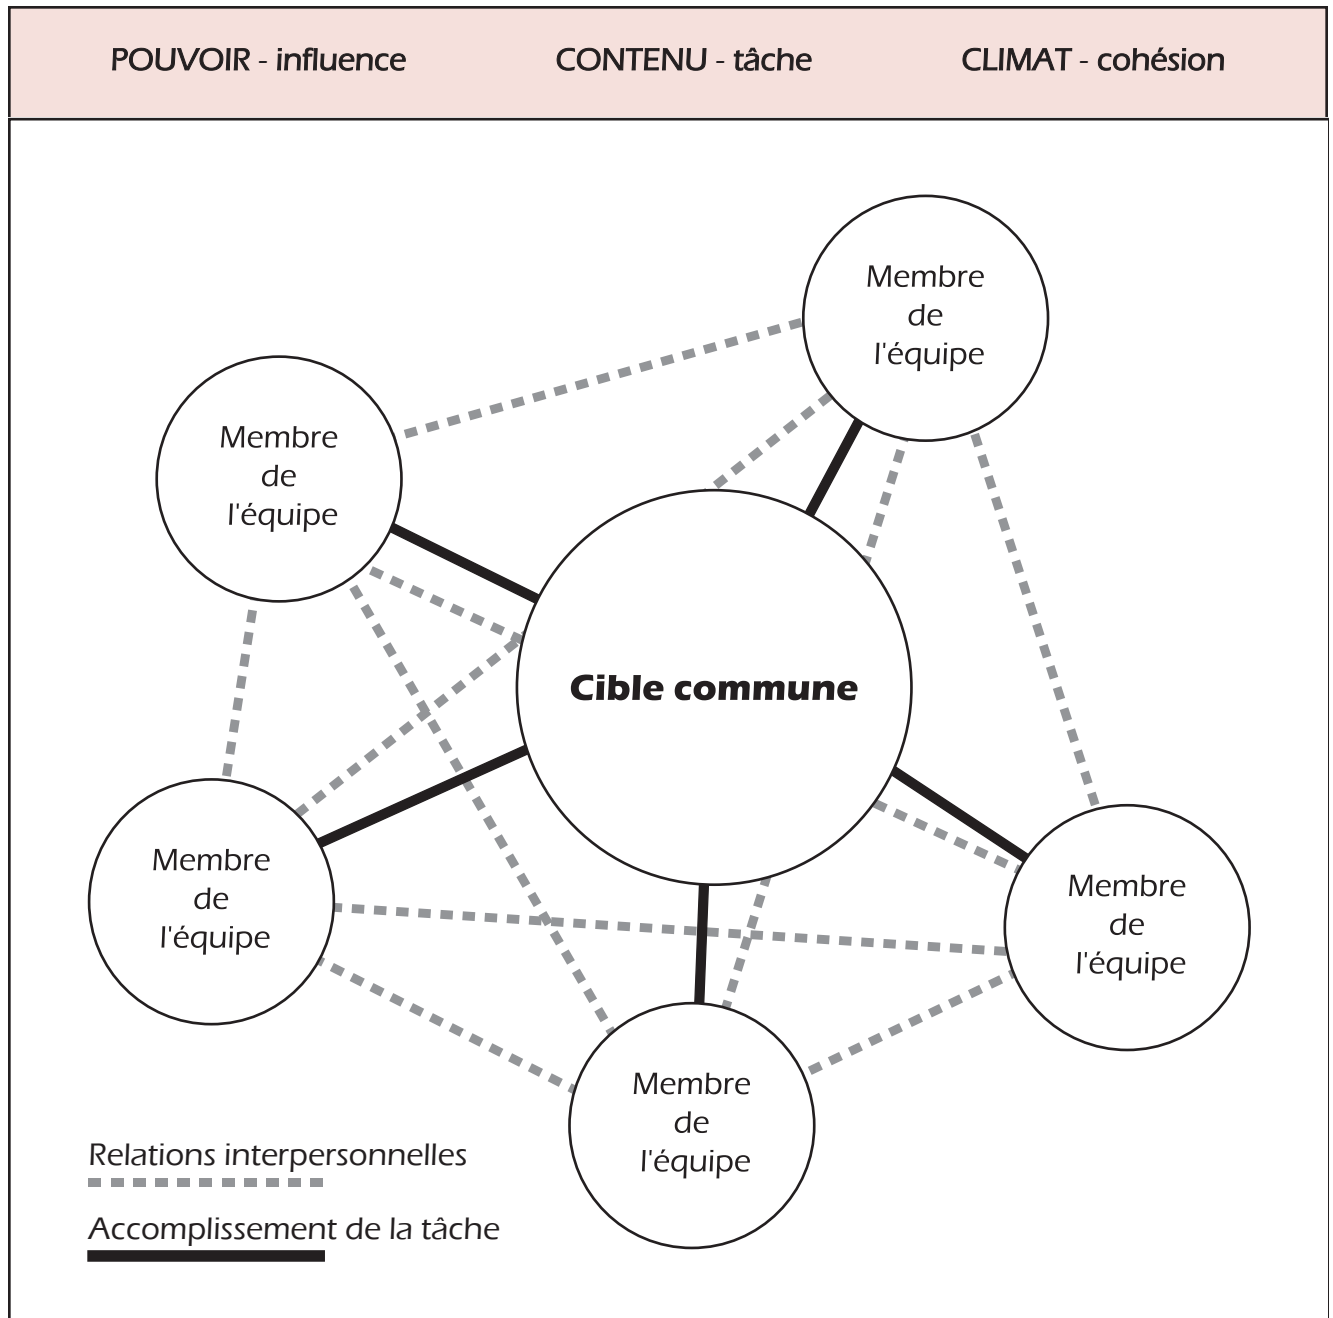 POUVOIR - influence CONTENU - tâche CLIMAT - cohésion
Membre
de
l'équipe
Membre
de
l'équipe
Cible commune
Membre
de
l'équipe
Membre
de
l'équipe
Membre
de
l'équipe
Relations interpersonnelles
Accomplissement de la tâche